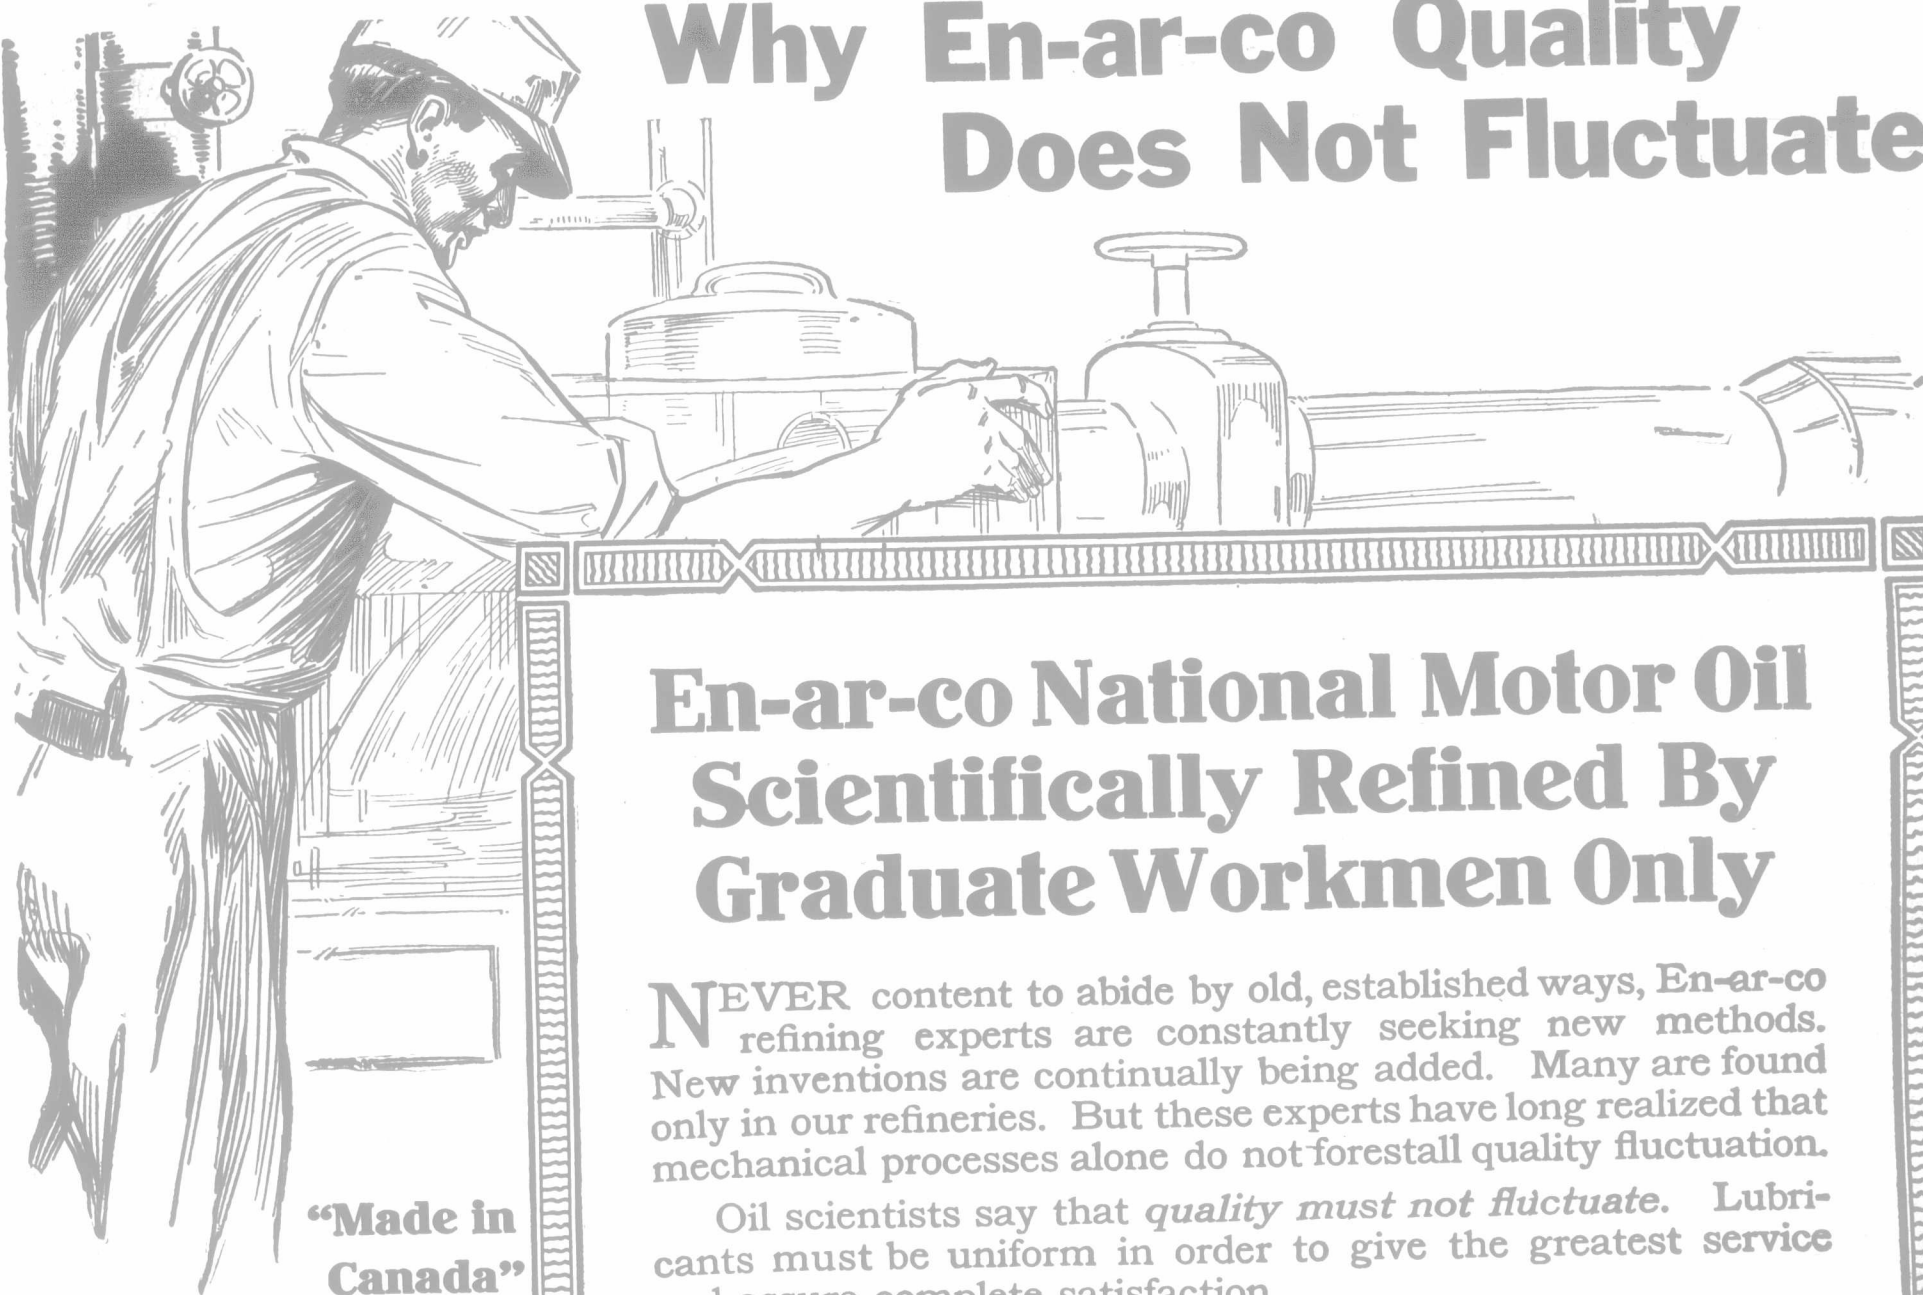 Why En-ar-co Quality
Does Not Fluctuate
En-ar-co National Motor Oil
Scientifically Refined By
Graduate Workmen Only
NEVER content to abide by old, established ways, En-ar-co
refining experts are constantly seeking new methods.
New inventions are continually being added. Many are found
only in our refineries. But these experts have long realized that
mechanical processes alone do not forestall quality fluctuation.
Oil scientists say that quality must not fluctuate. Lubri-
cants must be uniform in order to give the greatest service
complete satisfaction
"Made in
Canada"